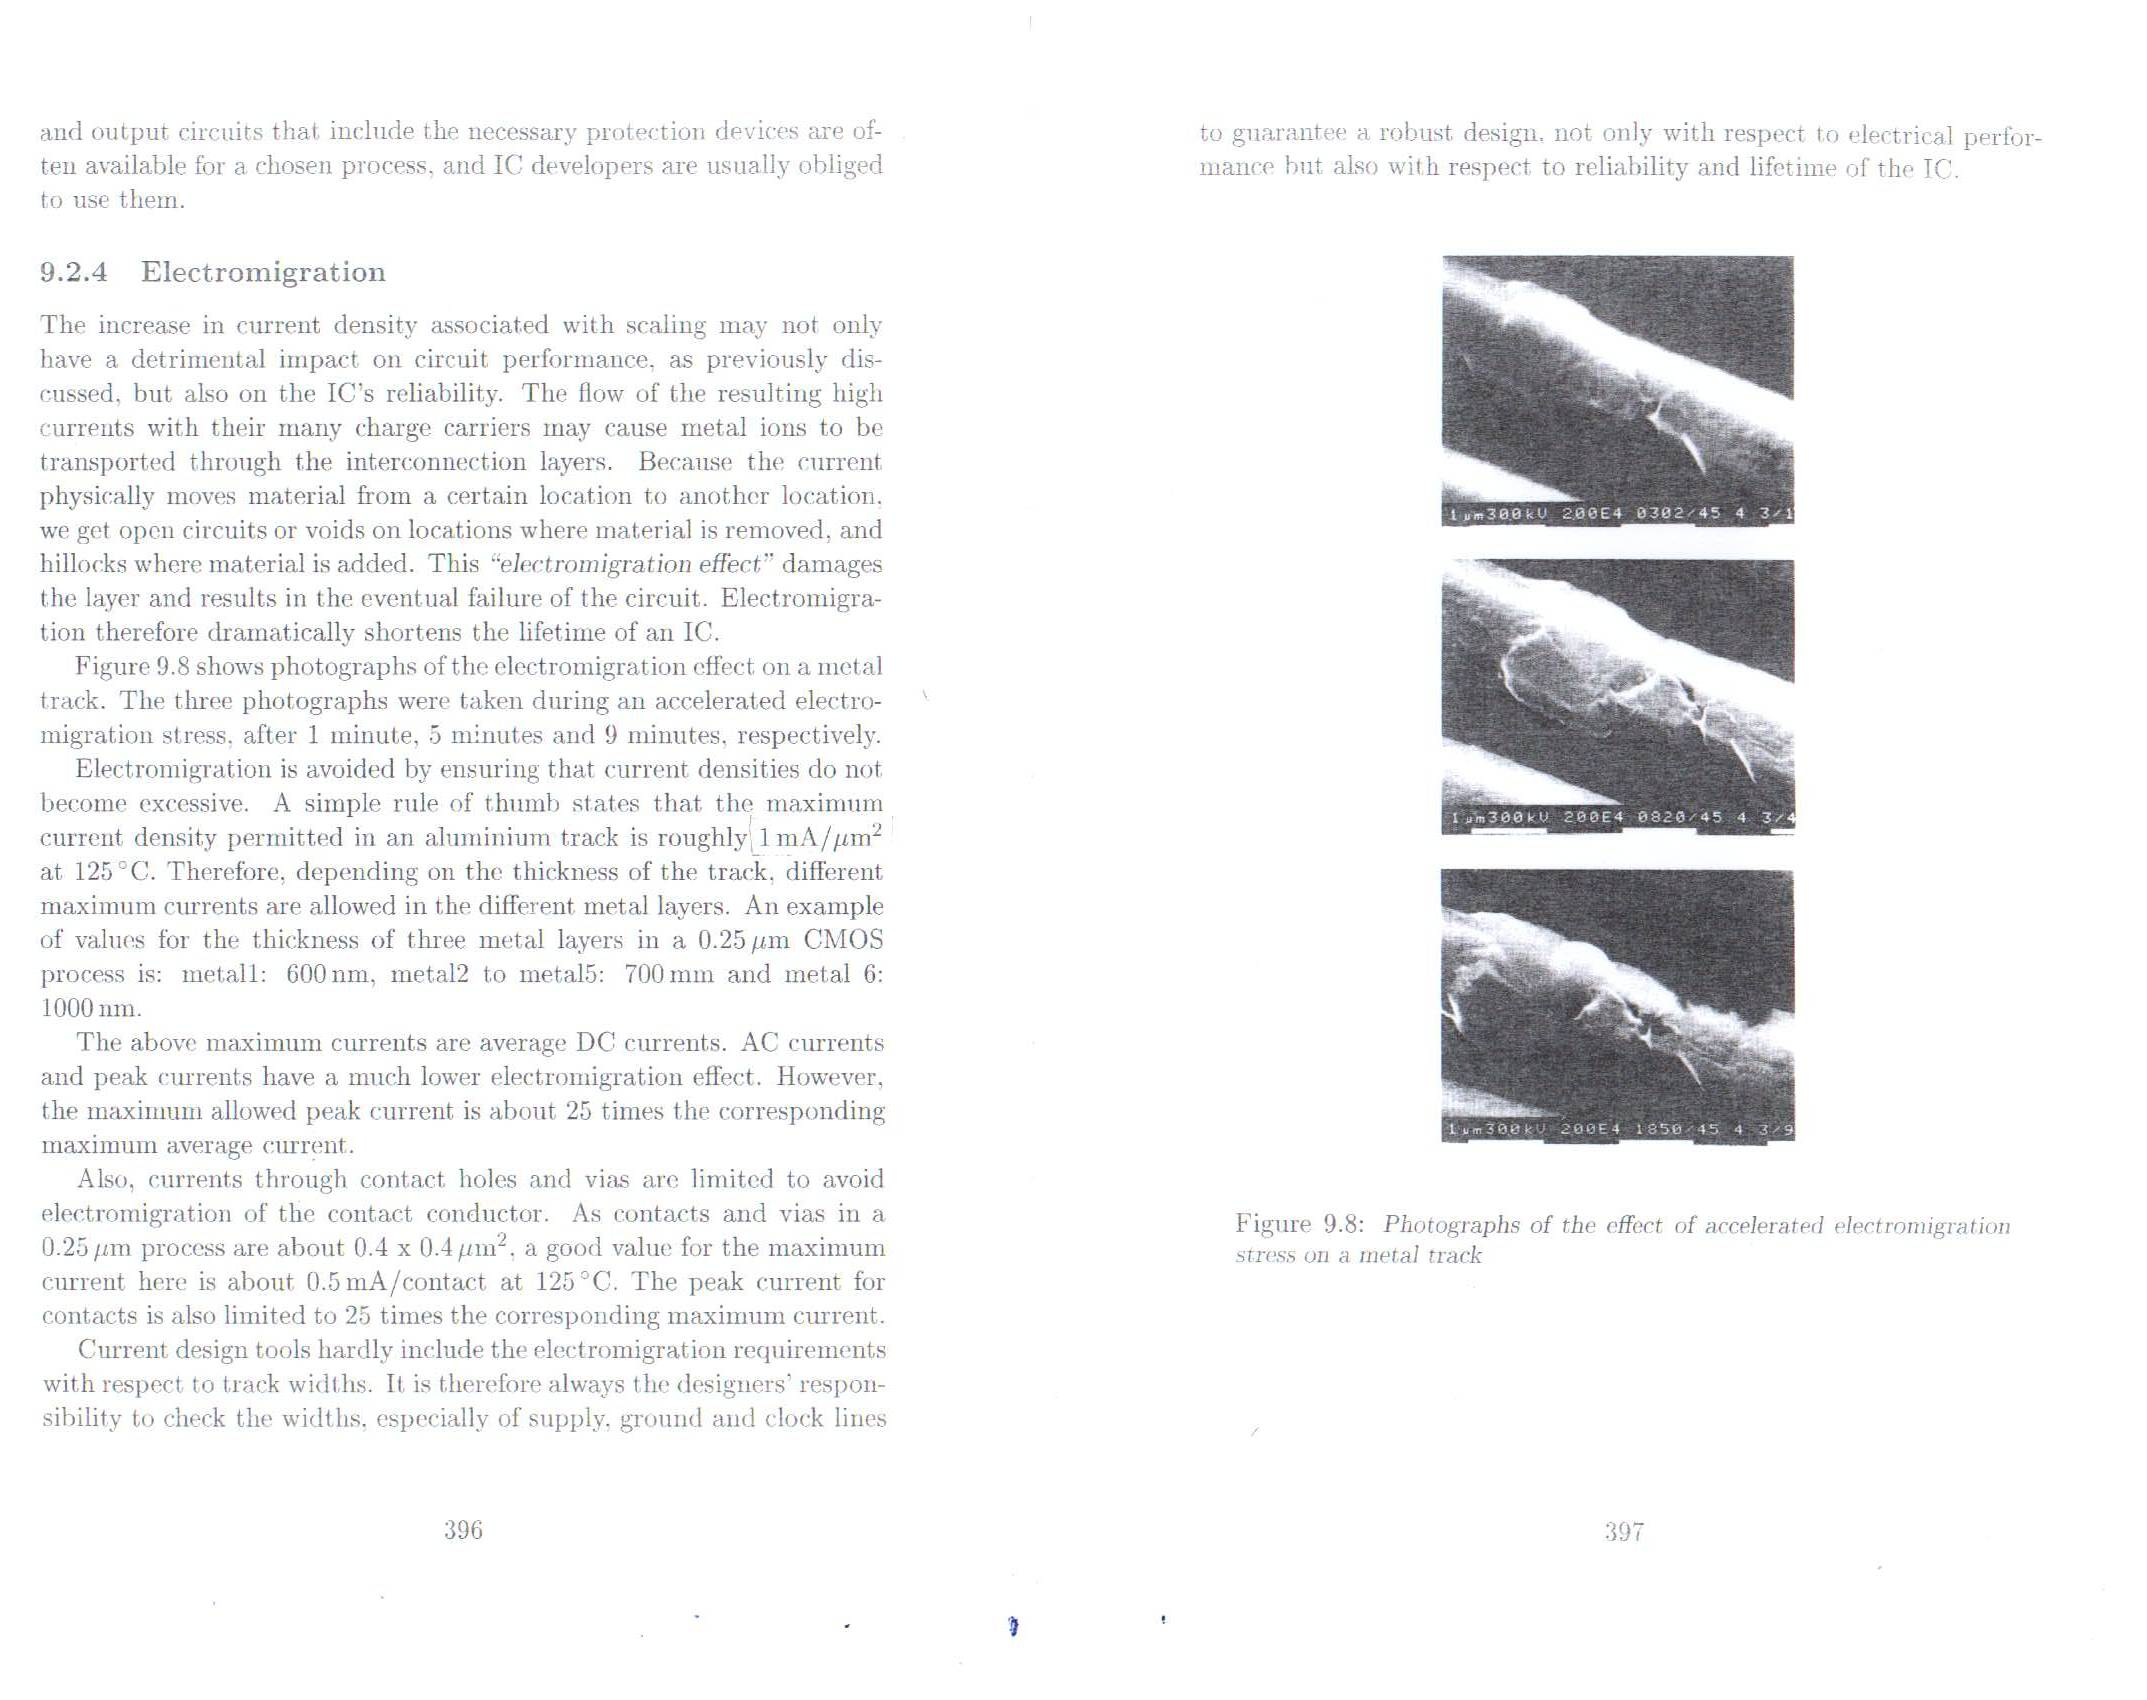 and output circuits that include the necessary protection devices are of-
ten available for a chosen process, and IC developers are usually obliged
to use them.
9.2.4 Electromigration
The increase in current density associated with scaling may not only
have a detrimental impact on circuit performance, as previously dis-
cussed, but also on the IC's reliability. The flow of the resulting high
currents with their many charge carriers may cause metal ions to be
transported through the interconnection layers. Because the current
physically moves material from a certain location to another location,
we get open circuits or voids on locations where material is removed, and
hillocks where material is added. This “electromigration effect” damages
the layer and results in the eventual failure of the circuit. Electromigra-
tion therefore dramatically shortens the lifetime of an IC.
Figure 9.8 shows photographs of the electromigration effect on a metal
track. The three photographs were taken during an accelerated electro-
migration stress, after 1 minute, 5 minutes and 9 minutes, respectively.
Electromigration is avoided by ensuring that current densities do not
become excessive. A simple rule of thumb states that the maximum
current density permitted in an aluminium track is roughly 1 mA/μm²
at 125 °C. Therefore, depending on the thickness of the track, different
maximum currents are allowed in the different metal layers. An example
of values for the thickness of three metal layers in a 0.25 μm CMOS
process is: metal1: 600 nm, metal2 to metal5: 700 mm and metal 6:
1000 nm.
The above maximum currents are average DC currents. AC currents
and peak currents have a much lower electromigration effect. However,
the maximum allowed peak current is about 25 times the corresponding
maximum average current.
Also, currents through contact holes and vias are limited to avoid
electromigration of the contact conductor. As contacts and vias in a
0.25 μm process are about 0.4 x 0.4 μm², a good value for the maximum
current here is about 0.5 mA/contact at 125 °C. The peak current for
contacts is also limited to 25 times the corresponding maximum current.
Current design tools hardly include the electromigration requirements
with respect to track widths. It is therefore always the designers' respon-
sibility to check the widths, especially of supply, ground and clock lines
396
to guarantee a robust design, not only with respect to electrical perfor-
mance but also with respect to reliability and lifetime of the IC.
1μm300kV 200E4 0302/45 4 3/1
1μm300kV 200E4 0820/45 4 3/4
1μm300kV 200E4 1850/45 4 3/9
Figure 9.8: Photographs of the effect of accelerated electromigration
stress on a metal track
397